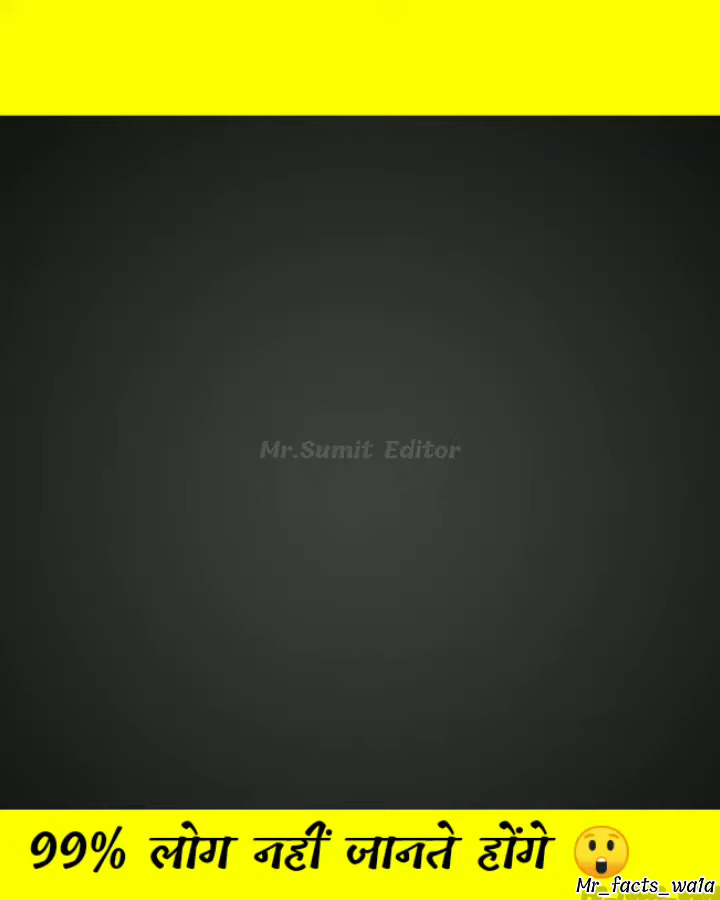 Mr.Sumit Editor
99% लोग नहीं जानते होंगे 😲
Mr_facts_wala